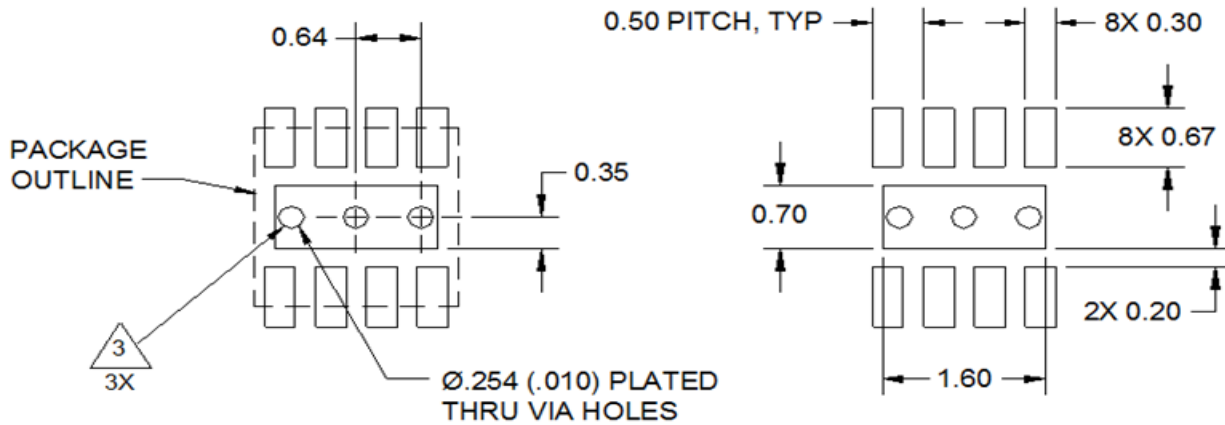 0.64
PACKAGE
OUTLINE
0.35
3
3X
Ø.254 (.010) PLATED
THRU VIA HOLES
0.50 PITCH, TYP
8X 0.30
8X 0.67
0.70
2X 0.20
1.60